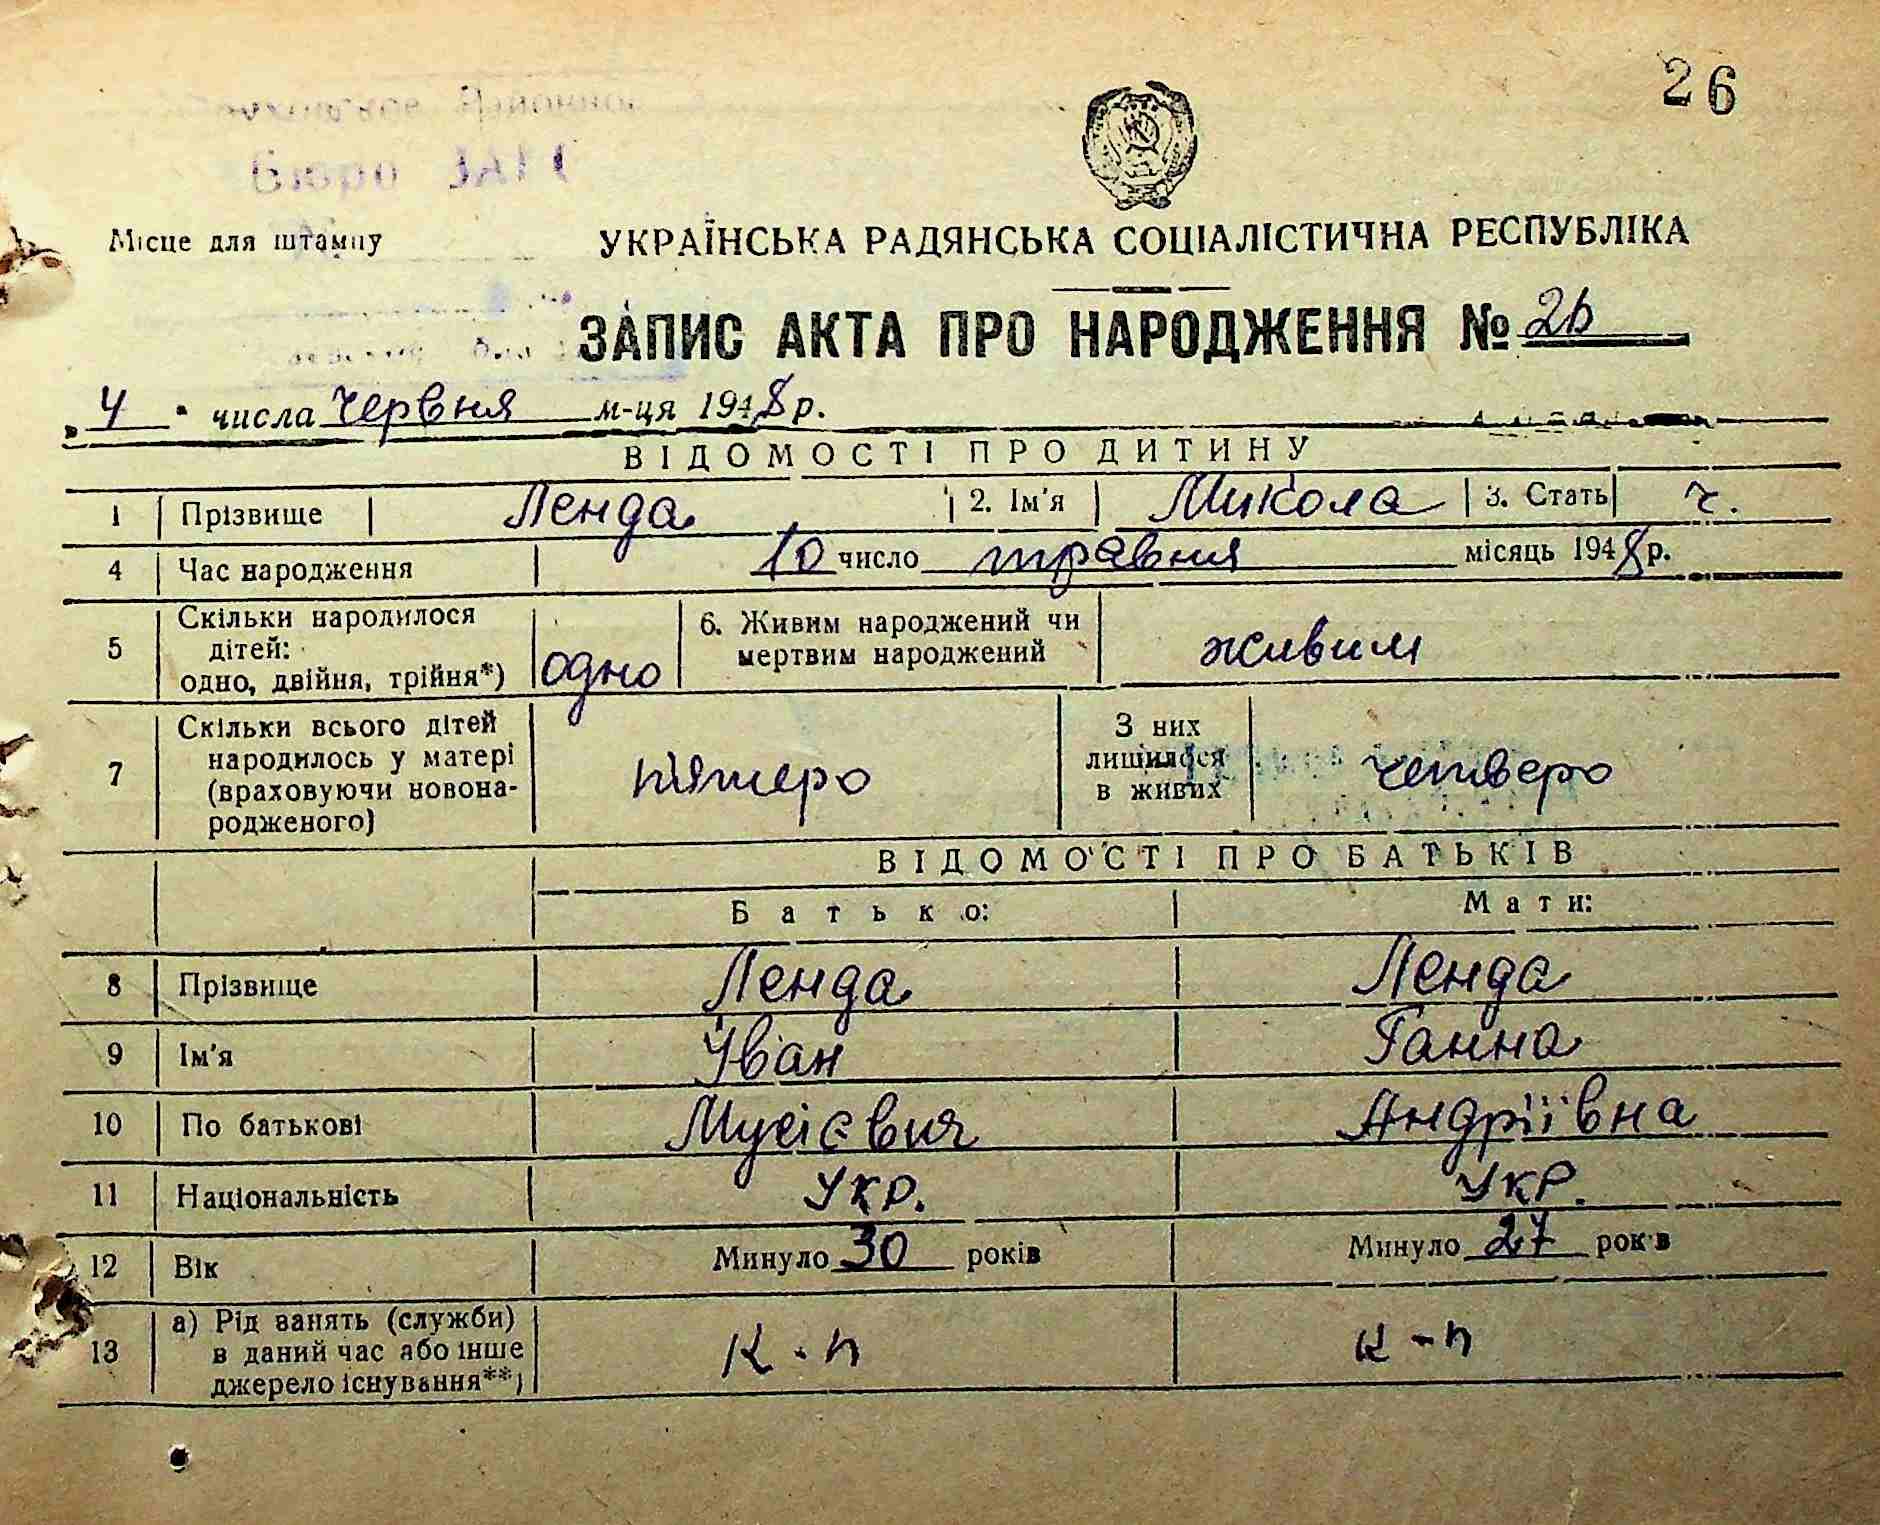 26
Бюро ЗАГС
Місце для штампу
УКРАЇНСЬКА РАДЯНСЬКА СОЦІАЛІСТИЧНА РЕСПУБЛІКА
ЗАПИС АКТА ПРО НАРОДЖЕННЯ № 26
„ 4 " числа червня м-ця 1948 р.
ВІДОМОСТІ ПРО ДИТИНУ
1 Прізвище Ленда 2. Ім'я Микола 3. Стать ч.
4 Час народження 10 число травня місяць 1948 р.
5 Скільки народилося дітей: одно, двійня, трійня*) одно 6. Живим народжений чи мертвим народжений живим
7 Скільки всього дітей народилось у матері (враховуючи новонародженого) пятеро З них лишилося в живих четверо
ВІДОМОСТІ ПРО БАТЬКІВ
Батько: Мати:
8 Прізвище Ленда Ленда
9 Ім'я Іван Ганна
10 По батькові Мусієвич Андріївна
11 Національність Укр. Укр.
12 Вік Минуло 30 років Минуло 27 років
13 а) Рід занять (служби) в даний час або інше джерело існування**) к-п к-п